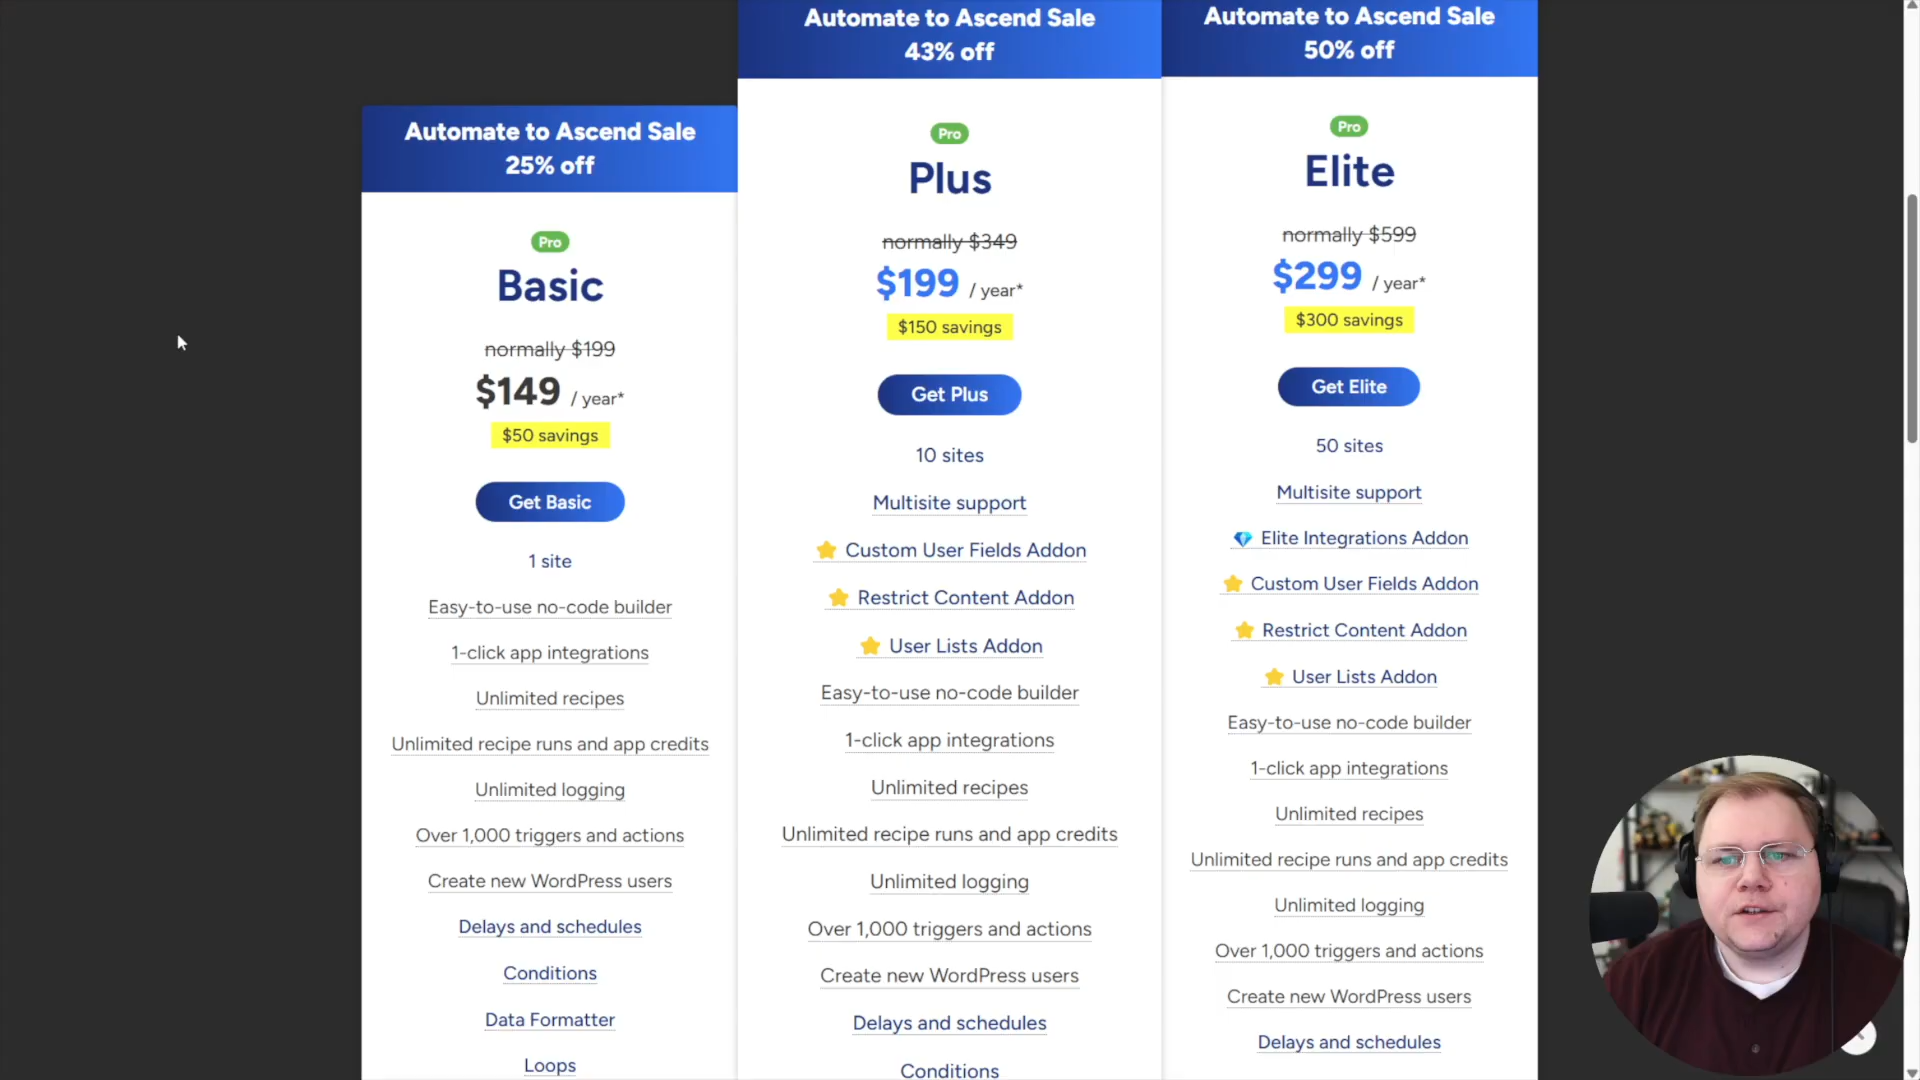 Automate to Ascend Sale
25% off
Pro
Basic
normally $199
$149 / year*
$50 savings
Get Basic
1 site
Easy-to-use no-code builder
1-click app integrations
Unlimited recipes
Unlimited recipe runs and app credits
Unlimited logging
Over 1,000 triggers and actions
Create new WordPress users
Delays and schedules
Conditions
Data Formatter
Loops
Automate to Ascend Sale
43% off
Pro
Plus
normally $349
$199 / year*
$150 savings
Get Plus
10 sites
Multisite support
Custom User Fields Addon
Restrict Content Addon
User Lists Addon
Easy-to-use no-code builder
1-click app integrations
Unlimited recipes
Unlimited recipe runs and app credits
Unlimited logging
Over 1,000 triggers and actions
Create new WordPress users
Delays and schedules
Conditions
Automate to Ascend Sale
50% off
Pro
Elite
normally $599
$299 / year*
$300 savings
Get Elite
50 sites
Multisite support
Elite Integrations Addon
Custom User Fields Addon
Restrict Content Addon
User Lists Addon
Easy-to-use no-code builder
1-click app integrations
Unlimited recipes
Unlimited recipe runs and app credits
Unlimited logging
Over 1,000 triggers and actions
Create new WordPress users
Delays and schedules